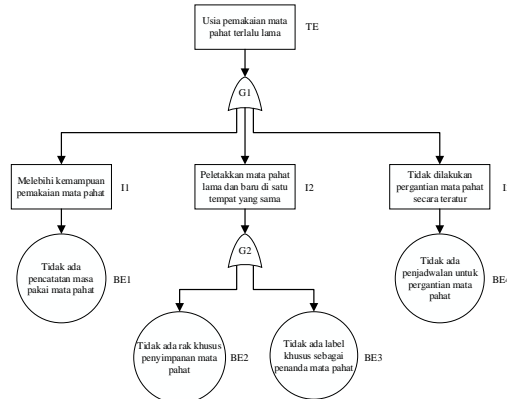 Usia pemakaian mata
pahat terlalu lama
TE
G1
Melebihi kemampuan
pemakaian mata pahat
I1
Peletakkan mata pahat
lama dan baru di satu
tempat yang sama
I2
Tidak dilakukan
pergantian mata pahat
secara teratur
I
Tidak ada
pencatatan masa
pakai mata pahat
BE1
G2
Tidak ada
penjadwalan untuk
pergantian mata
pahat
BE4
Tidak ada rak khusus
penyimpanan mata
pahat
BE2
Tidak ada label
khusus sebagai
penanda mata pahat
BE3